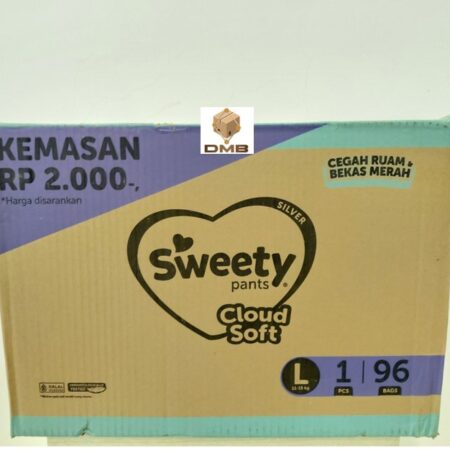 DMB
KEMASAN
RP 2.000-,
*Harga disarankan
CEGAH RUAM &
BEKAS MERAH
SILVER
Sweety
pants
Cloud
Soft
L
1 | 96
PCS BAGS
HALAL